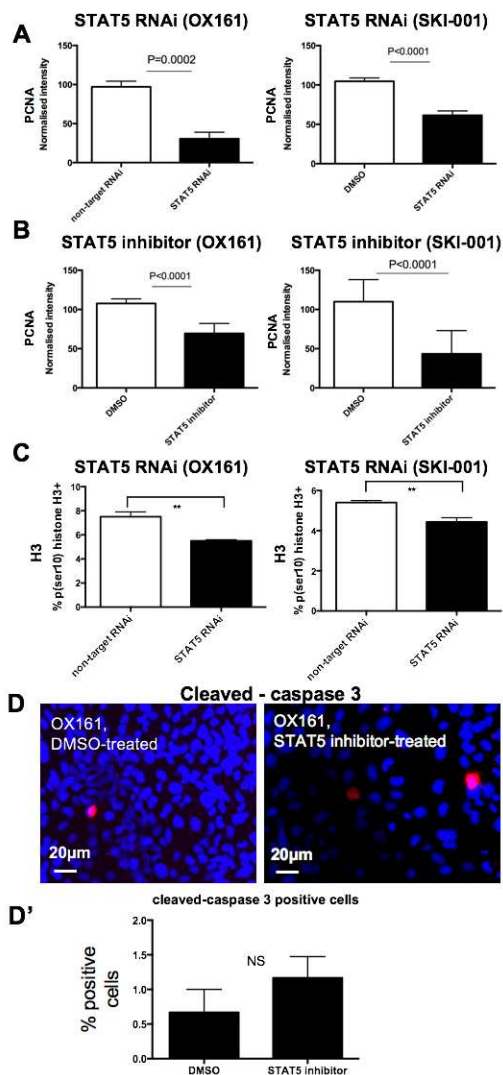 A
STAT5 RNAi (OX161)
P=0.0002
PCNA
Normalised intensity
150
100
50
0
non-target RNAi
STAT5 RNAi
STAT5 RNAi (SKI-001)
P<0.0001
PCNA
Normalised intensity
150
100
50
0
DMSO
STAT5 RNAi
B
STAT5 inhibitor (OX161)
P<0.0001
PCNA
Normalised intensity
150
100
50
0
DMSO
STAT5 inhibitor
STAT5 inhibitor (SKI-001)
P<0.0001
PCNA
Normalised intensity
150
100
50
0
DMSO
STAT5 inhibitor
C
STAT5 RNAi (OX161)
**
H3
% p(ser10) histone H3+
10
8
6
4
2
0
non-target RNAi
STAT5 RNAi
STAT5 RNAi (SKI-001)
**
H3
% p(ser10) histone H3+
6
4
2
0
non-target RNAi
STAT5 RNAi
D
Cleaved - caspase 3
OX161,
DMSO-treated
20µm
OX161,
STAT5 inhibitor-treated
20µm
D'
cleaved-caspase 3 positive cells
NS
% positive
cells
2.0
1.5
1.0
0.5
0.0
DMSO
STAT5 inhibitor